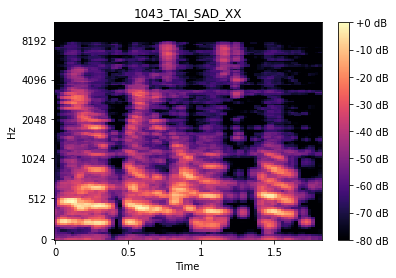 1043_TAI_SAD_XX
8192
4096
2048
1024
512
0
Hz
0
0.5
1
1.5
Time
+0 dB
-10 dB
-20 dB
-30 dB
-40 dB
-50 dB
-60 dB
-70 dB
-80 dB